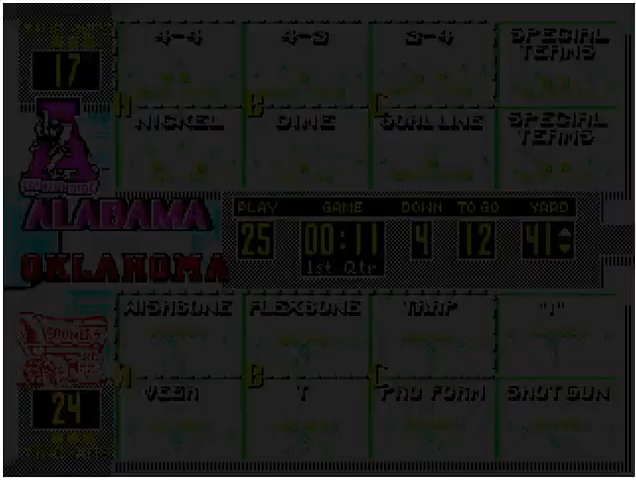 17
4-4 4-3 3-4 SPECIAL TEAMS
A B C
NICKEL DIME GOAL LINE SPECIAL TEAMS
ALABAMA
PLAY GAME DOWN TO GO YARD
25 00:11 4 12 41
1st Qtr
OKLAHOMA
WISHBONE FLEXBONE TRAP "I"
SOONERS
A B C
VEER T PRO FORM SHOTGUN
24